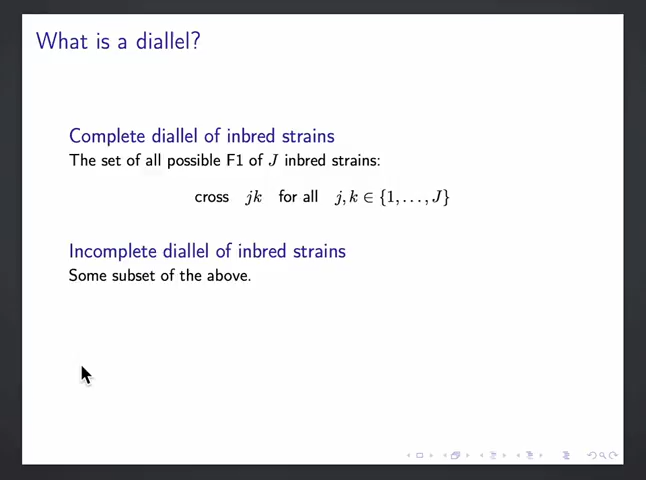 What is a diallel?
Complete diallel of inbred strains
The set of all possible F1 of J inbred strains:
cross jk for all j, k ∈ {1, . . . , J}
Incomplete diallel of inbred strains
Some subset of the above.